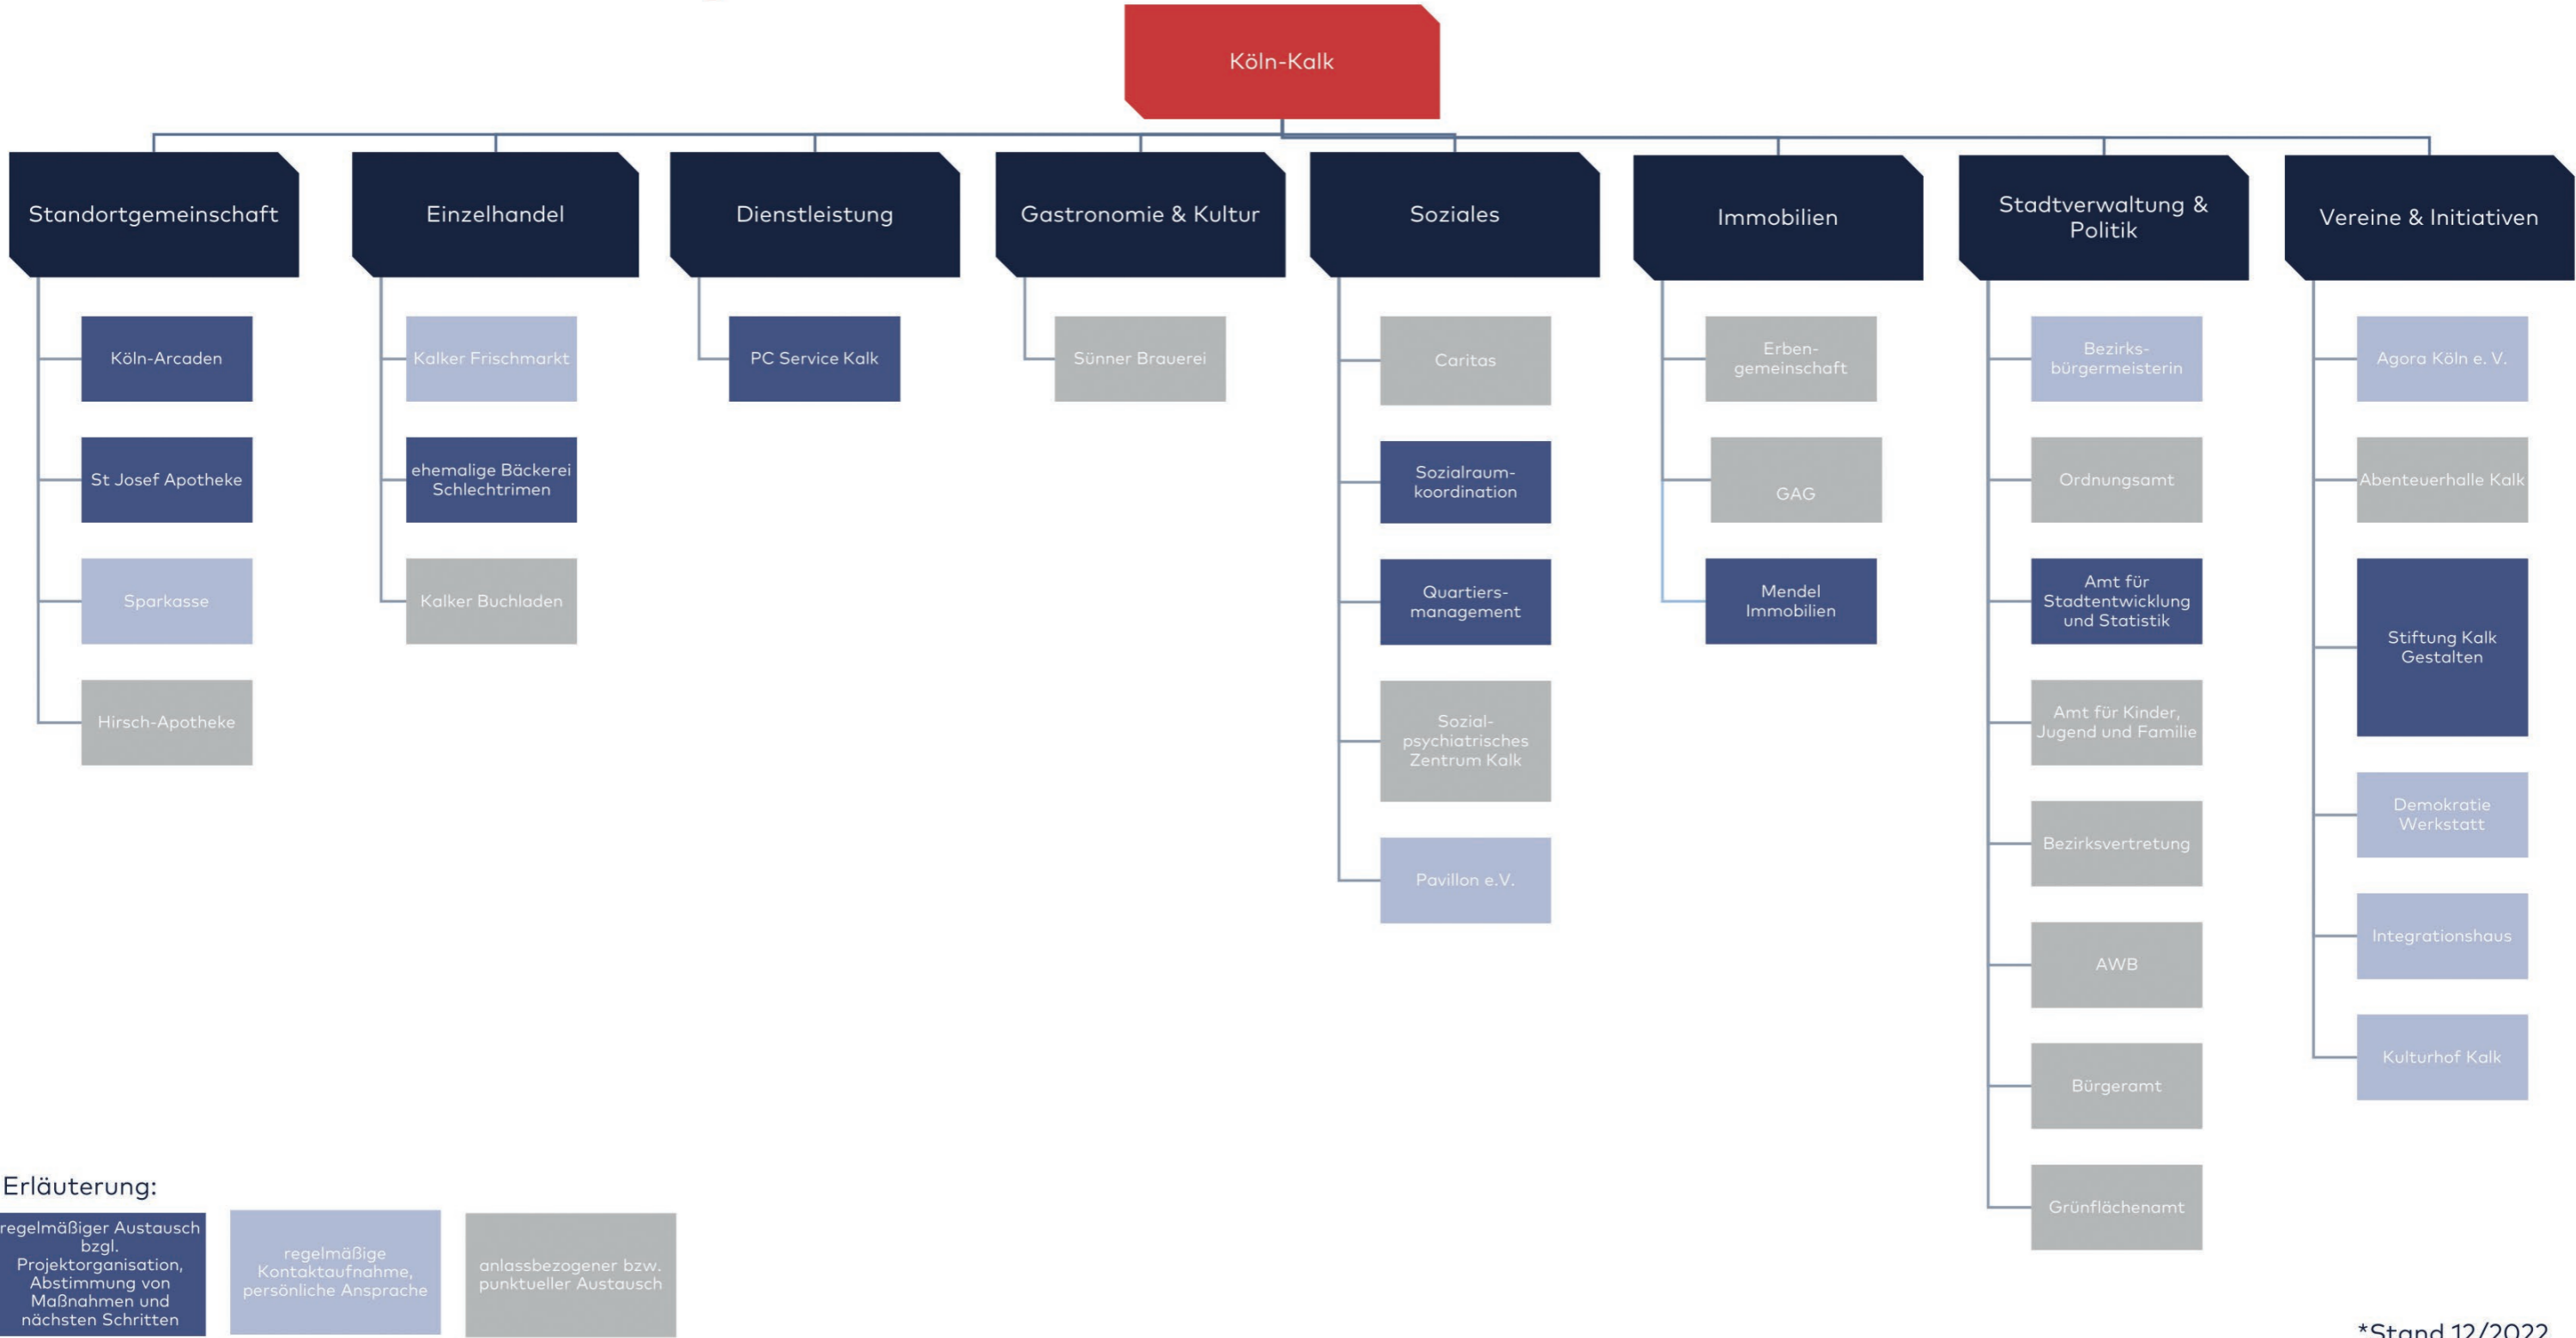 Köln-Kalk
Standortgemeinschaft
Köln-Arcaden
St Josef Apotheke
Sparkasse
Hirsch-Apotheke
Einzelhandel
Kalker Frischmarkt
ehemalige Bäckerei
Schlechtrimen
Kalker Buchladen
Dienstleistung
PC Service Kalk
Gastronomie & Kultur
Sünner Brauerei
Soziales
Caritas
Sozialraum-
koordination
Quartiers-
management
Sozial-
psychiatrisches
Zentrum Kalk
Pavillon e.V.
Immobilien
Erben-
gemeinschaft
GAG
Mendel
Immobilien
Stadtverwaltung &
Politik
Bezirks-
bürgermeisterin
Ordnungsamt
Amt für
Stadtentwicklung
und Statistik
Amt für Kinder,
Jugend und Familie
Bezirksvertretung
AWB
Bürgeramt
Grünflächenamt
Vereine & Initiativen
Agora Köln e. V.
Abenteuerhalle Kalk
Stiftung Kalk
Gestalten
Demokratie
Werkstatt
Integrationshaus
Kulturhof Kalk
Erläuterung:
regelmäßiger Austausch
bzgl.
Projektorganisation,
Abstimmung von
Maßnahmen und
nächsten Schritten
regelmäßige
Kontaktaufnahme,
persönliche Ansprache
anlassbezogener bzw.
punktueller Austausch
*Stand 12/2022